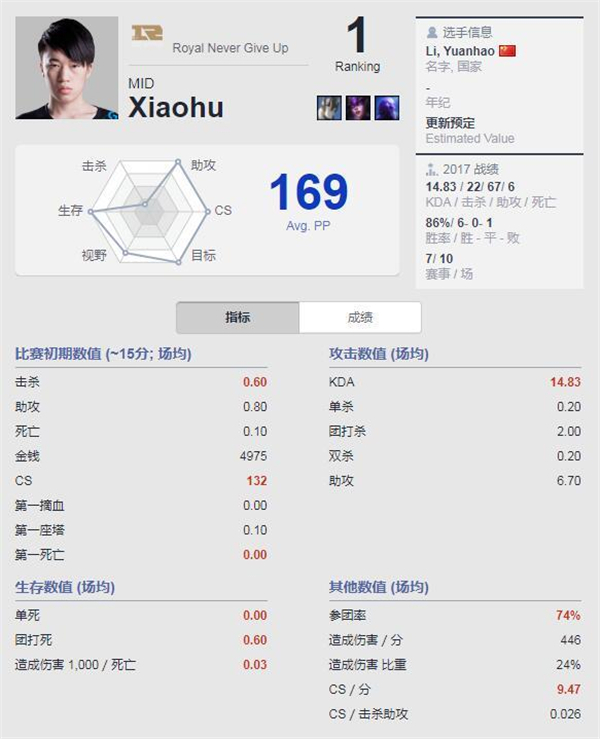 Royal Never Give Up
MID
Xiaohu
1
Ranking
选手信息
Li, Yuanhao
名字, 国家
-
年纪
更新预定
Estimated Value
2017 战绩
14.83 / 22/ 67/ 6
KDA / 击杀 / 助攻 / 死亡
86%/ 6- 0- 1
胜率 / 胜 - 平 - 败
7/ 10
赛事 / 场
击杀
助攻
生存
CS
视野
目标
169
Avg. PP
指标
成绩
比赛初期数值 (~15分; 场均)
击杀 0.60
助攻 0.80
死亡 0.10
金钱 4975
CS 132
第一摘血 0.00
第一座塔 0.10
第一死亡 0.00
攻击数值 (场均)
KDA 14.83
单杀 0.20
团打杀 2.00
双杀 0.20
助攻 6.70
生存数值 (场均)
单死 0.00
团打死 0.60
造成伤害 1,000 / 死亡 0.03
其他数值 (场均)
参团率 74%
造成伤害 / 分 446
造成伤害 比重 24%
CS / 分 9.47
CS / 击杀助攻 0.026